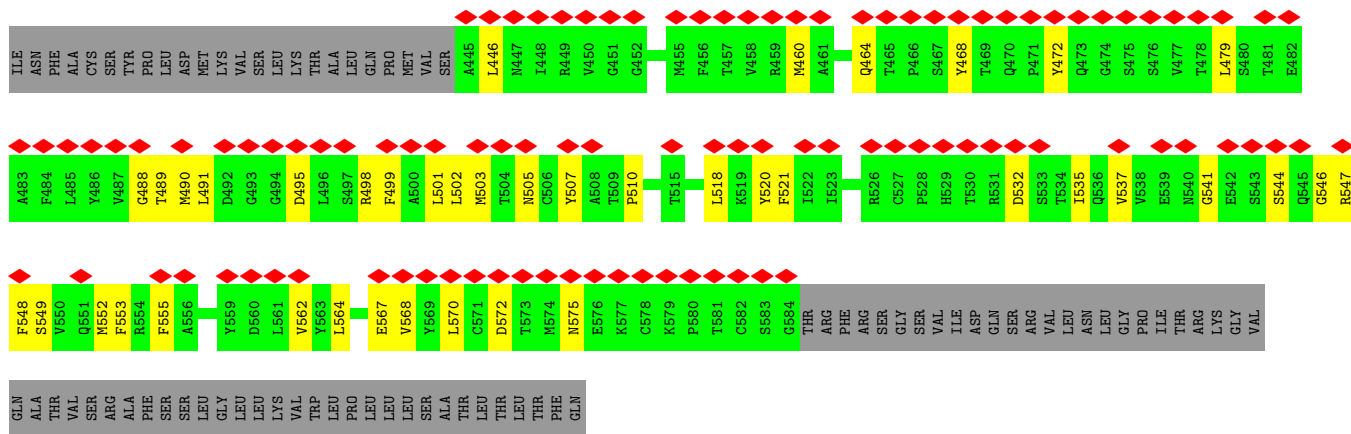 ILE ASN PHE ALA CYS SER TYR PRO LEU ASP MET LYS VAL SER LEU LYS THR ALA LEU GLN PRO MET VAL SER A445 L446 N447 I448 R449 V450 G451 G452 M455 F456 T457 V458 R459 M460 A461 Q464 T465 P466 S467 Y468 T469 Q470 P471 Y472 Q473 G474 S475 S476 V477 T478 L479 S480 T481 E482
A483 F484 L485 Y486 V487 G488 T489 M490 L491 D492 G493 G494 D495 L496 S497 R498 F499 A500 L501 L502 M503 T504 N505 C506 Y507 A508 T509 P510 T515 L518 K519 Y520 F521 I522 I523 R526 C527 P528 H529 T530 R531 D532 S533 T534 I535 Q536 V537 V538 E539 N540 G541 E542 S543 S544 Q545 G546 R547
F548 S549 V550 Q551 M552 F553 R554 F555 A556 Y559 D560 L561 V562 Y563 L564 E567 V568 Y569 L570 C571 D572 T573 M574 N575 E576 K577 C578 K579 P580 T581 C582 S583 G584 THR ARG PHE ARG SER GLY SER VAL ILE ASP GLN SER ARG VAL LEU ASN LEU GLY PRO ILE THR ARG LYS GLY VAL
GLN ALA THR VAL SER ARG ALA PHE SER SER LEU GLY LEU LEU LYS VAL TRP LEU PRO LEU LEU LEU SER ALA THR LEU THR LEU THR PHE GLN